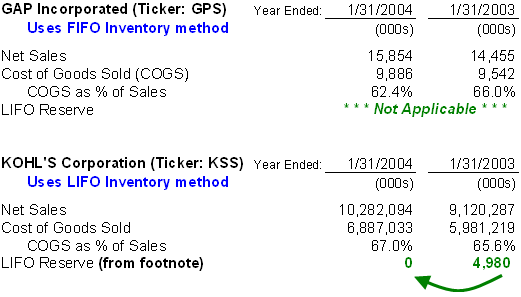 GAP Incorporated (Ticker: GPS) Year Ended: 1/31/2004 1/31/2003
Uses FIFO Inventory method (000s) (000s)
Net Sales 15,854 14,455
Cost of Goods Sold (COGS) 9,886 9,542
COGS as % of Sales 62.4% 66.0%
LIFO Reserve * * * Not Applicable * * *
KOHL'S Corporation (Ticker: KSS) Year Ended: 1/31/2004 1/31/2003
Uses LIFO Inventory method (000s) (000s)
Net Sales 10,282,094 9,120,287
Cost of Goods Sold 6,887,033 5,981,219
COGS as % of Sales 67.0% 65.6%
LIFO Reserve (from footnote) 0 4,980